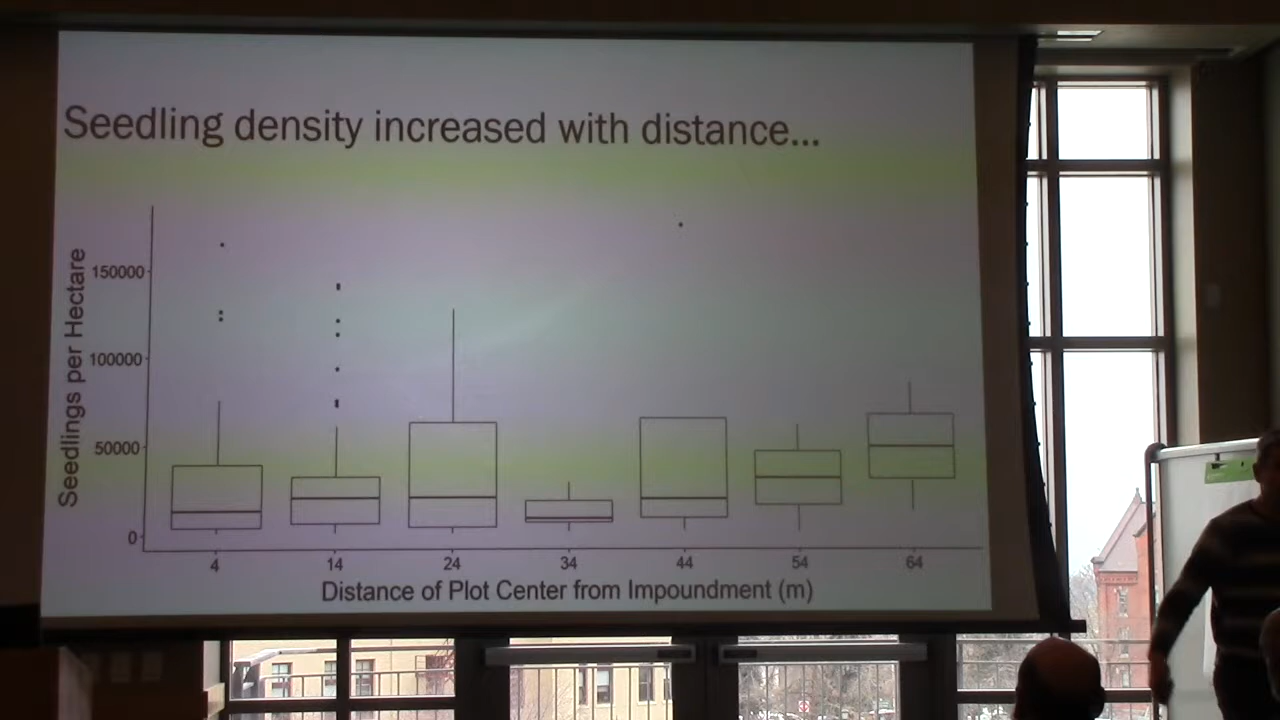 Seedling density increased with distance...
Seedlings per Hectare
150000
100000
50000
0
4 14 24 34 44 54 64
Distance of Plot Center from Impoundment (m)